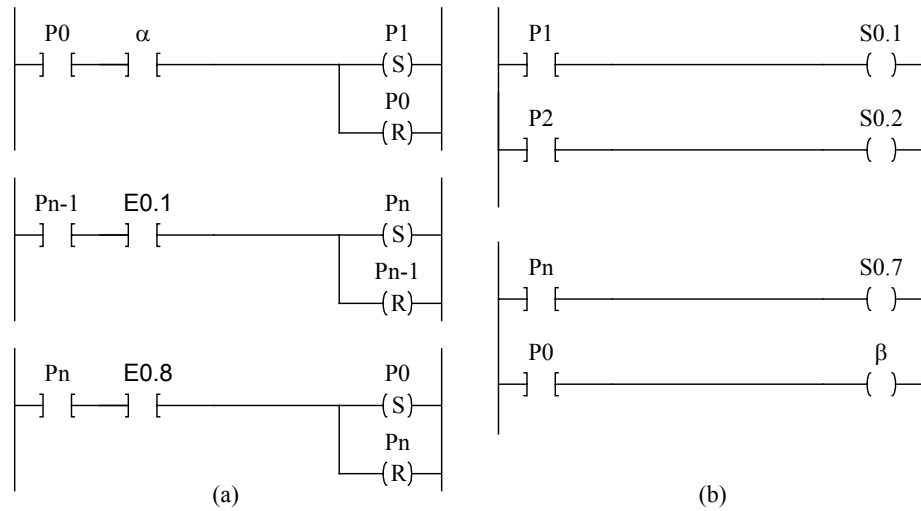 P0 α P1
S
P0
R
Pn-1 E0.1 Pn
S
Pn-1
R
Pn E0.8 P0
S
Pn
R
(a)
P1 S0.1
P2 S0.2
Pn S0.7
P0 β
(b)